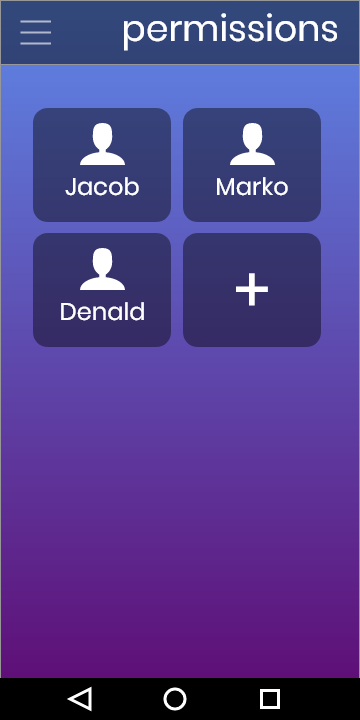 permissions
Jacob
Marko
Denald
+